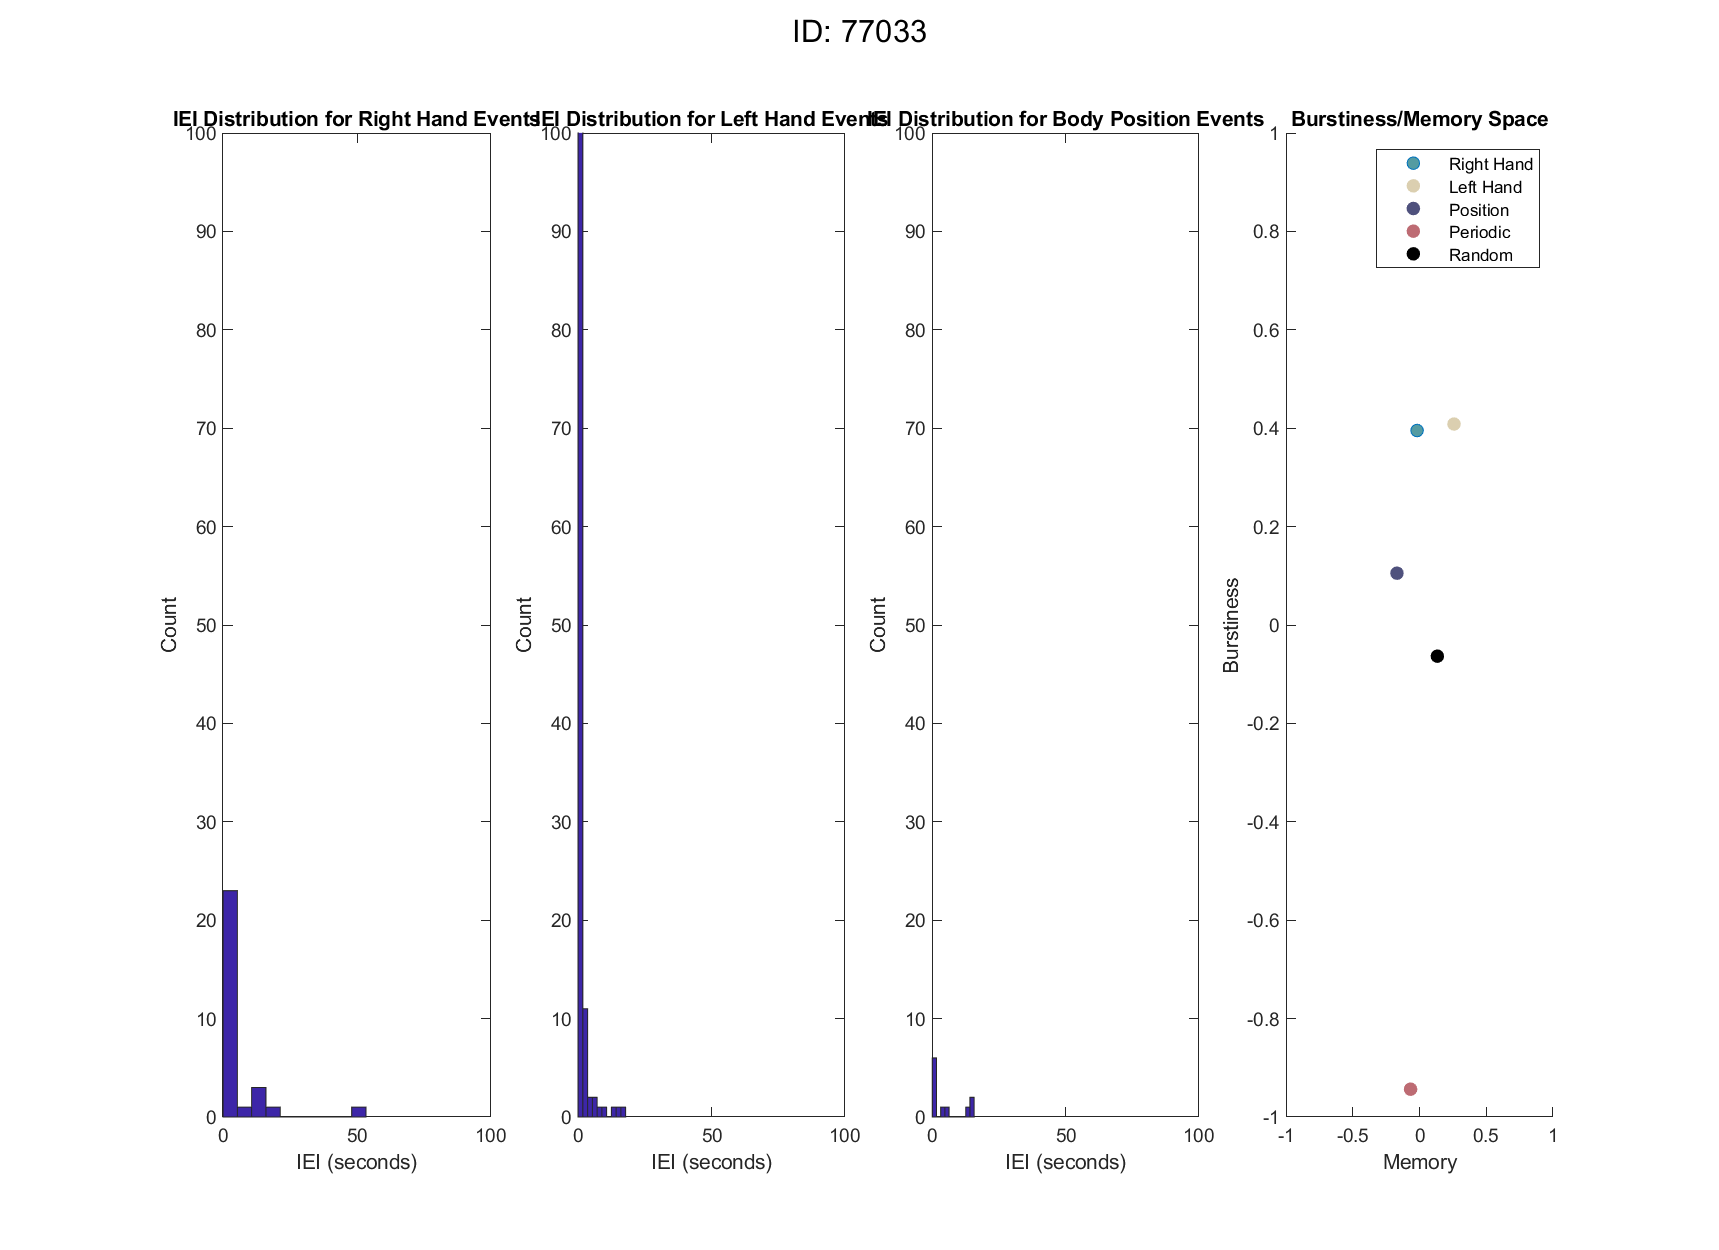 ID: 77033
IEI Distribution for Right Hand Events
100
90
80
70
60
50
40
30
20
10
0
Count
0 50 100
IEI (seconds)
IEI Distribution for Left Hand Events
100
90
80
70
60
50
40
30
20
10
0
Count
0 50 100
IEI (seconds)
IEI Distribution for Body Position Events
100
90
80
70
60
50
40
30
20
10
0
Count
0 50 100
IEI (seconds)
Burstiness/Memory Space
1
0.8
0.6
0.4
0.2
0
-0.2
-0.4
-0.6
-0.8
-1
Burstiness
Right Hand
Left Hand
Position
Periodic
Random
-1 -0.5 0 0.5 1
Memory